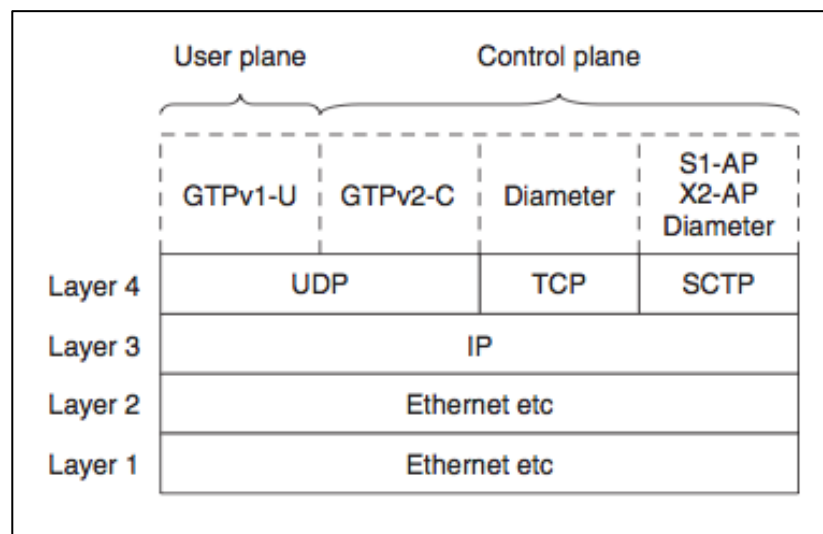 User plane
Control plane
GTPv1-U
GTPv2-C
Diameter
S1-AP
X2-AP
Diameter
Layer 4
UDP
TCP
SCTP
Layer 3
IP
Layer 2
Ethernet etc
Layer 1
Ethernet etc